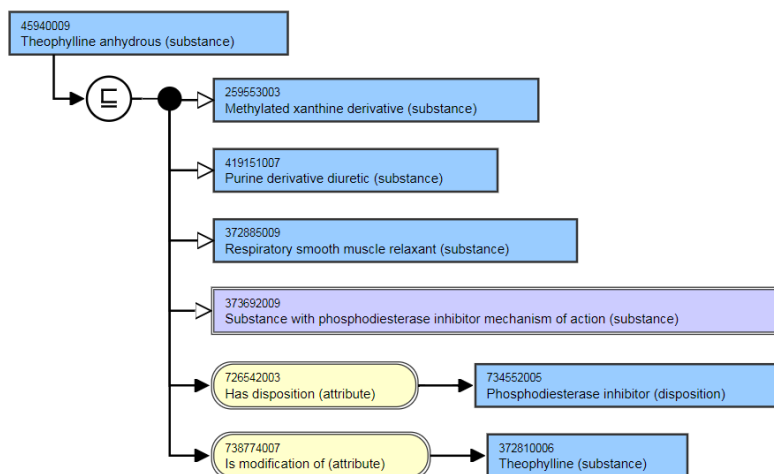 45940009
Theophylline anhydrous (substance)
⊑
259553003
Methylated xanthine derivative (substance)
419151007
Purine derivative diuretic (substance)
372885009
Respiratory smooth muscle relaxant (substance)
373692009
Substance with phosphodiesterase inhibitor mechanism of action (substance)
726542003
Has disposition (attribute)
734552005
Phosphodiesterase inhibitor (disposition)
738774007
Is modification of (attribute)
372810006
Theophylline (substance)